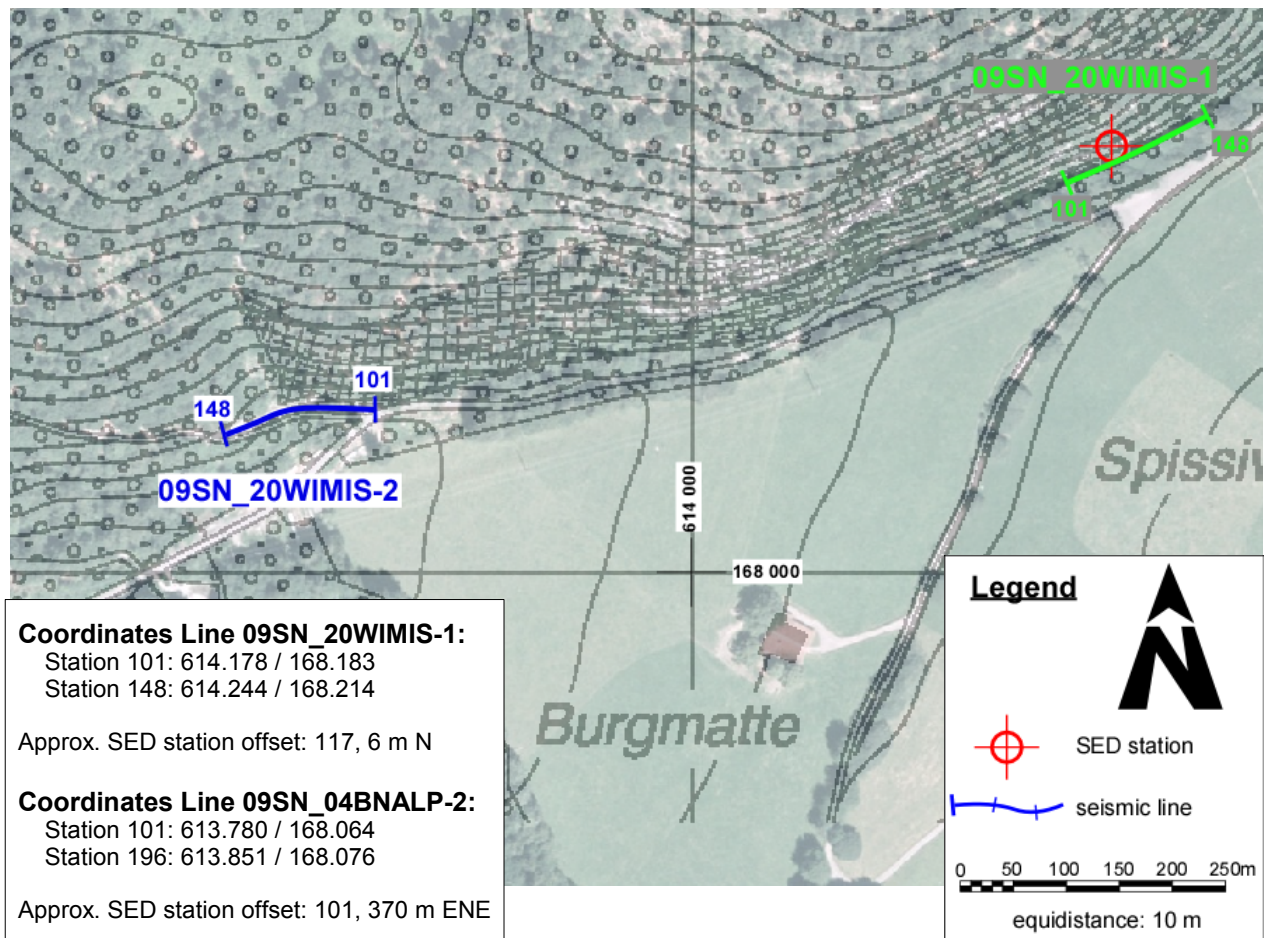 09SN_20WIMIS-1
148
101
101
148
09SN_20WIMIS-2
614 000
168 000
Spissiv
Burgmatte
Coordinates Line 09SN_20WIMIS-1:
Station 101: 614.178 / 168.183
Station 148: 614.244 / 168.214
Approx. SED station offset: 117, 6 m N
Coordinates Line 09SN_04BNALP-2:
Station 101: 613.780 / 168.064
Station 196: 613.851 / 168.076
Approx. SED station offset: 101, 370 m ENE
Legend
N
SED station
seismic line
0 50 100 150 200 250m
equidistance: 10 m